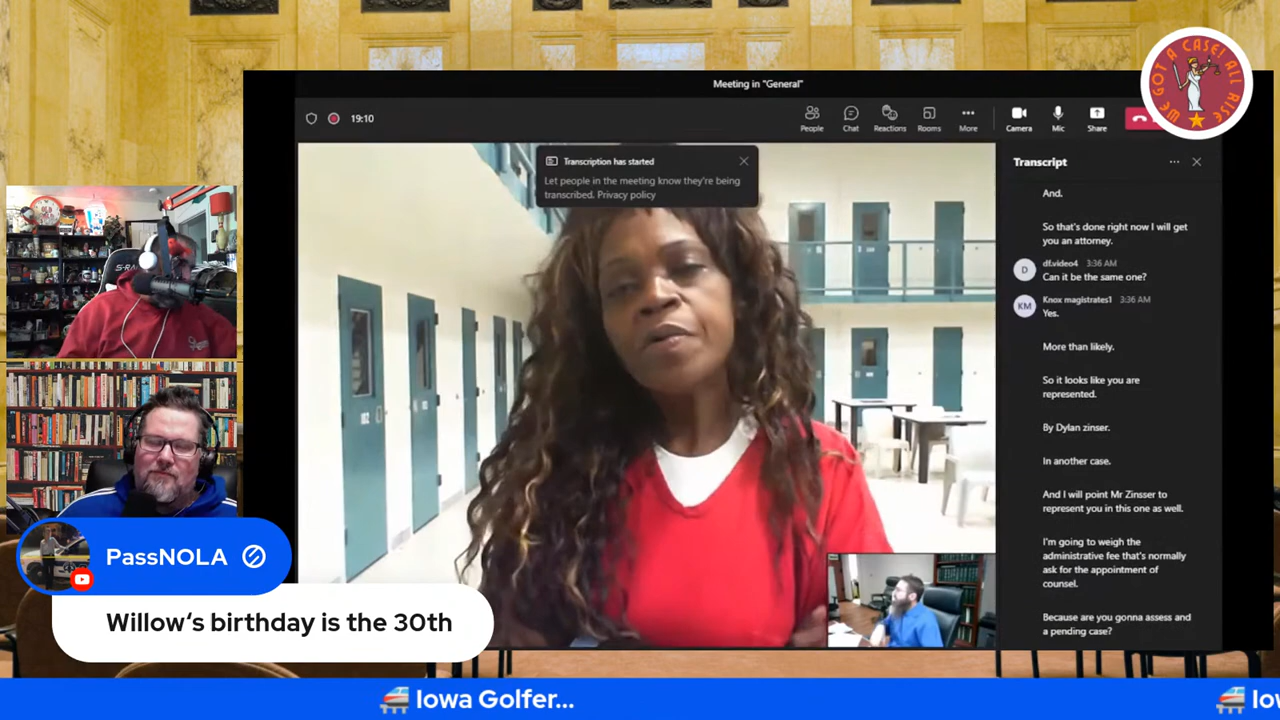 Meeting in "General"
WE GOT A CASE! ALL RISE
19:10
People
Chat
Reactions
Rooms
More
Camera
Mic
Share
Transcription has started
Let people in the meeting know they're being
transcribed. Privacy policy
Transcript
And.
So that's done right now I will get
you an attorney.
D
df.video4 3:36 AM
Can it be the same one?
KM
Knox magistrates1 3:36 AM
Yes.
More than likely.
So it looks like you are
represented.
By Dylan zinser.
In another case.
And I will point Mr Zinsser to
represent you in this one as well.
I'm going to weigh the
administrative fee that's normally
ask for the appointment of
counsel.
Because are you gonna assess and
a pending case?
PassNOLA
Willow‘s birthday is the 30th
Iowa Golfer...
Iow